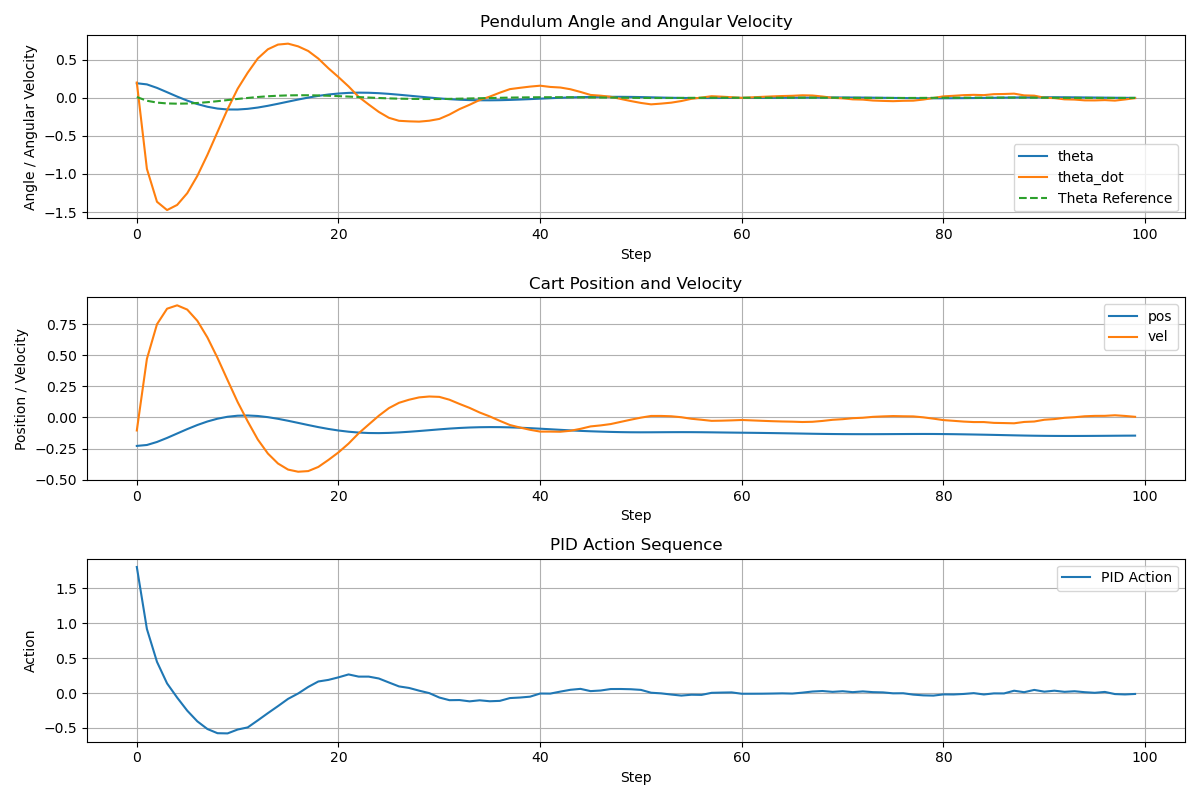 Pendulum Angle and Angular Velocity
Angle / Angular Velocity
0.5
0.0
−0.5
−1.0
−1.5
theta
theta_dot
Theta Reference
0 20 40 60 80 100
Step
Cart Position and Velocity
Position / Velocity
0.75
0.50
0.25
0.00
−0.25
−0.50
pos
vel
0 20 40 60 80 100
Step
PID Action Sequence
Action
1.5
1.0
0.5
0.0
−0.5
PID Action
0 20 40 60 80 100
Step